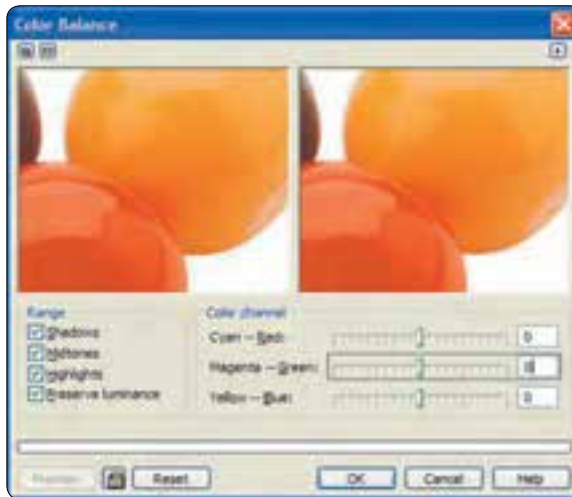 Color Balance
Range
Shadows
Midtones
Highlights
Preserve luminance
Color channel
Cyan -- Red: 0
Magenta -- Green: 0
Yellow -- Blue: 0
Preview Reset OK Cancel Help